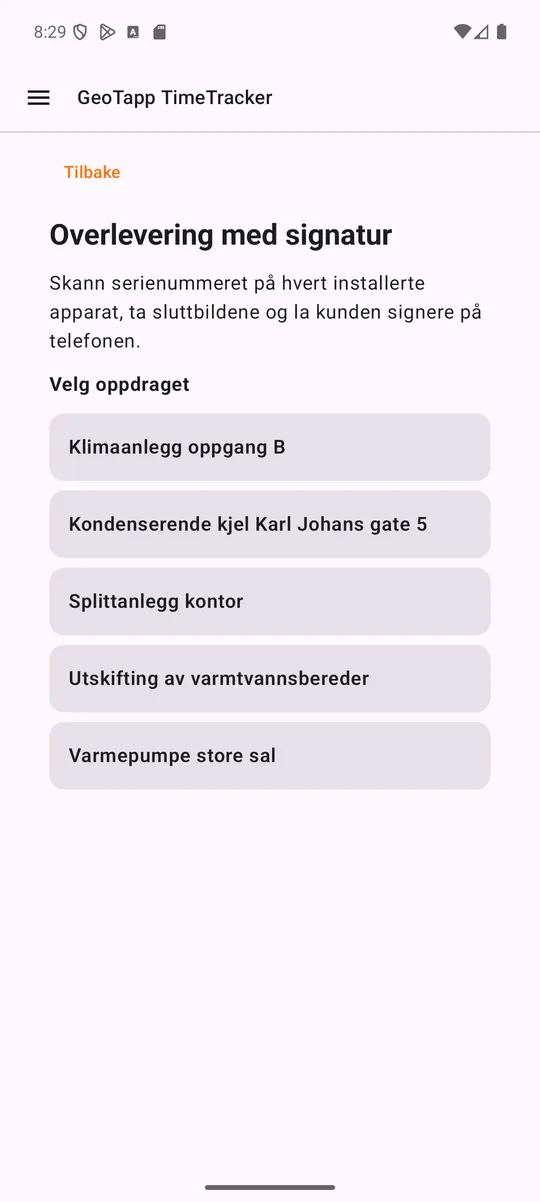 8:29
GeoTapp TimeTracker
Tilbake
Overlevering med signatur
Skann serienummeret på hvert installerte
apparat, ta sluttbildene og la kunden signere på
telefonen.
Velg oppdraget
Klimaanlegg oppgang B
Kondenserende kjel Karl Johans gate 5
Splittanlegg kontor
Utskifting av varmtvannsbereder
Varmepumpe store sal